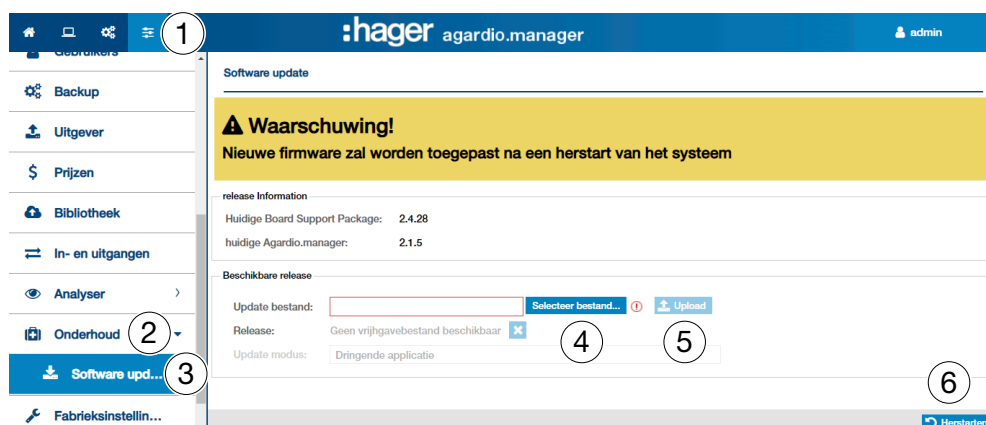 1
:hager agardio.manager
admin
Gebruikers
Backup
Uitgever
Prijzen
Bibliotheek
In- en uitgangen
Analyser
Onderhoud 2
Software upd... 3
Fabrieksinstellin...
Software update
Waarschuwing!
Nieuwe firmware zal worden toegepast na een herstart van het systeem
release Information
Huidige Board Support Package: 2.4.28
huidige Agardio.manager: 2.1.5
Beschikbare release
Update bestand: Selecteer bestand... Upload
Release: Geen vrijhgavebestand beschikbaar
4 5
Update modus: Dringende applicatie
6
Herstarten